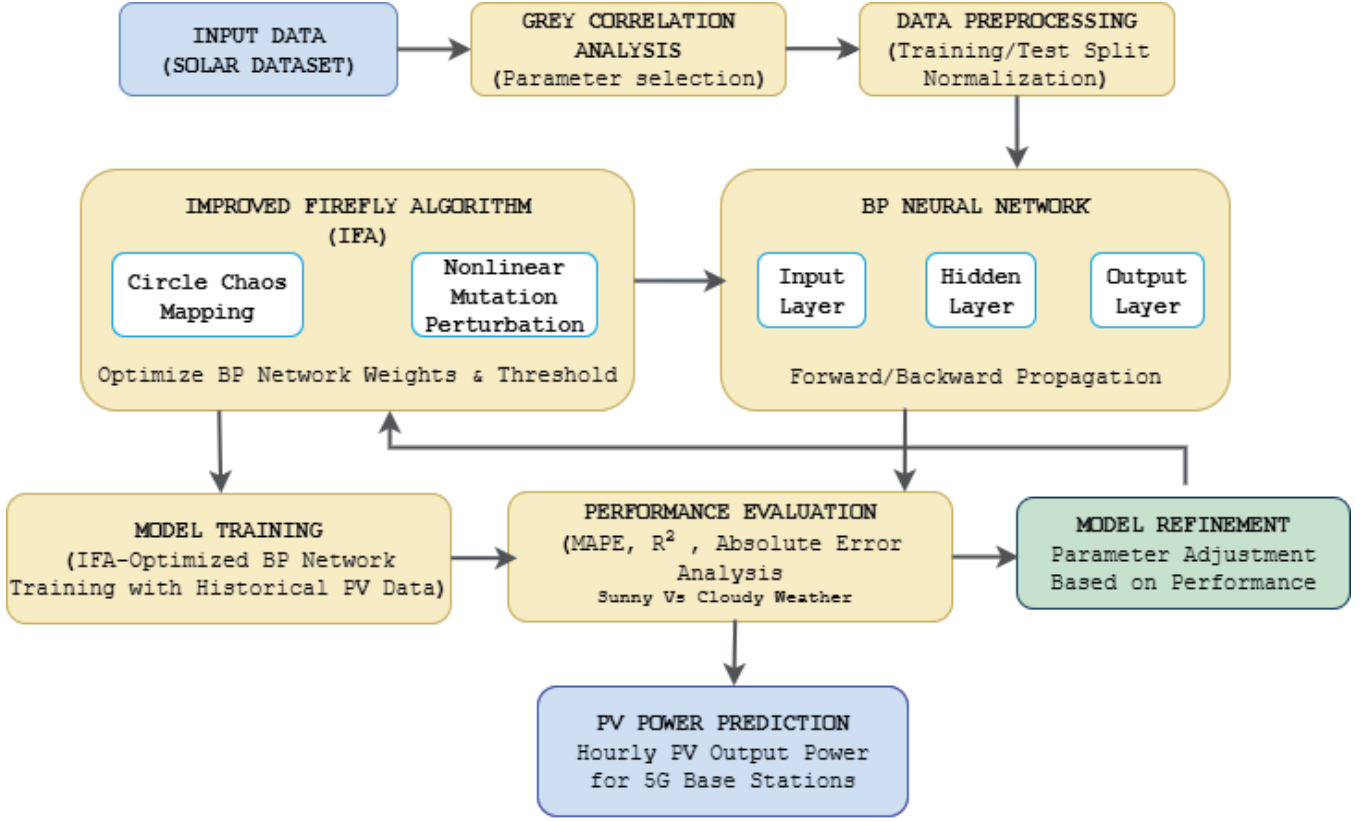 INPUT DATA
(SOLAR DATASET)
GREY CORRELATION
ANALYSIS
(Parameter selection)
DATA PREPROCESSING
(Training/Test Split
Normalization)
IMPROVED FIREFLY ALGORITHM
(IFA)
Circle Chaos
Mapping
Nonlinear
Mutation
Perturbation
Optimize BP Network Weights & Threshold
BP NEURAL NETWORK
Input
Layer
Hidden
Layer
Output
Layer
Forward/Backward Propagation
MODEL TRAINING
(IFA-Optimized BP Network
Training with Historical PV Data)
PERFORMANCE EVALUATION
(MAPE, R² , Absolute Error
Analysis
Sunny Vs Cloudy Weather
MODEL REFINEMENT
Parameter Adjustment
Based on Performance
PV POWER PREDICTION
Hourly PV Output Power
for 5G Base Stations